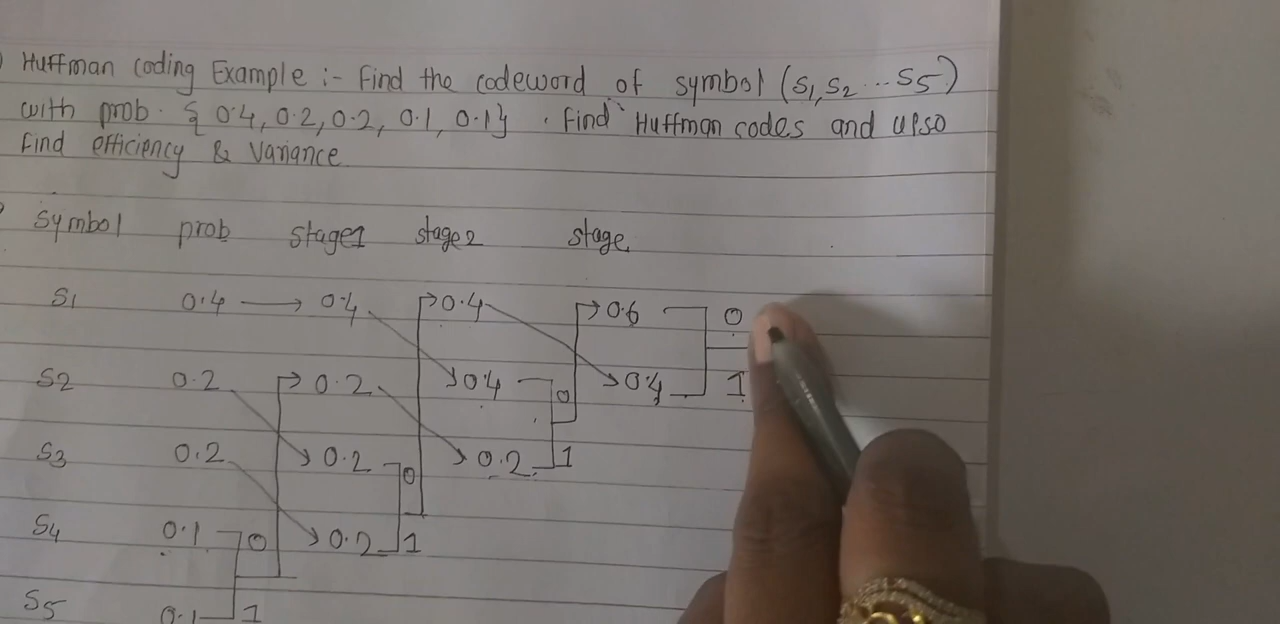 Huffman Coding Example :- Find the codeword of symbol (S1, S2 ... S5)
with prob. { 0.4, 0.2, 0.2, 0.1, 0.1} . Find Huffman codes and also
find efficiency & Variance
Symbol prob stage1 stage2 stage
S1 0.4 → 0.4 0.4 0.6 0
S2 0.2 0.2 0.4 0 0.4 1
S3 0.2 0.2 0 0.2 1
S4 0.1 0 0.2 1
S5 0.1 1